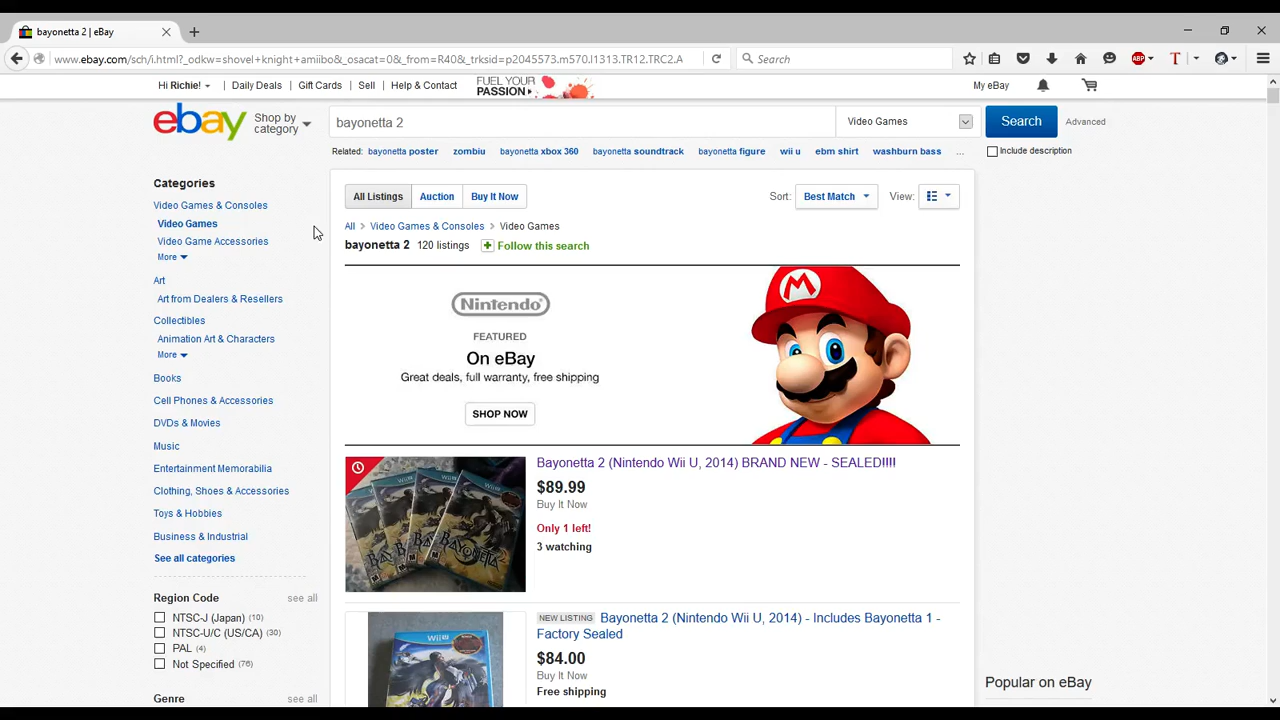 bayonetta 2 | eBay
www.ebay.com/sch/i.html?_odkw=shovel+knight+amiibo&_osacat=0&_from=R40&_trksid=p2045573.m570.l1313.TR12.TRC2.A
Search
Hi Richie!
Daily Deals
Gift Cards
Sell
Help & Contact
FUEL YOUR
PASSION
My eBay
ebay
Shop by
category
bayonetta 2
Video Games
Search
Advanced
Related: bayonetta poster zombiu bayonetta xbox 360 bayonetta soundtrack bayonetta figure wii u ebm shirt washburn bass ...
Include description
Categories
Video Games & Consoles
Video Games
Video Game Accessories
More
Art
Art from Dealers & Resellers
Collectibles
Animation Art & Characters
More
Books
Cell Phones & Accessories
DVDs & Movies
Music
Entertainment Memorabilia
Clothing, Shoes & Accessories
Toys & Hobbies
Business & Industrial
See all categories
Region Code see all
NTSC-J (Japan) (10)
NTSC-U/C (US/CA) (30)
PAL (4)
Not Specified (76)
Genre see all
All Listings Auction Buy It Now
Sort: Best Match View:
All > Video Games & Consoles > Video Games
bayonetta 2 120 listings + Follow this search
Nintendo
FEATURED
On eBay
Great deals, full warranty, free shipping
SHOP NOW
M
Bayonetta 2 (Nintendo Wii U, 2014) BRAND NEW - SEALED!!!!
$89.99
Buy It Now
Only 1 left!
3 watching
NEW LISTING Bayonetta 2 (Nintendo Wii U, 2014) - Includes Bayonetta 1 -
Factory Sealed
$84.00
Buy It Now
Free shipping
BAYONETTA
Wii U
Popular on eBay